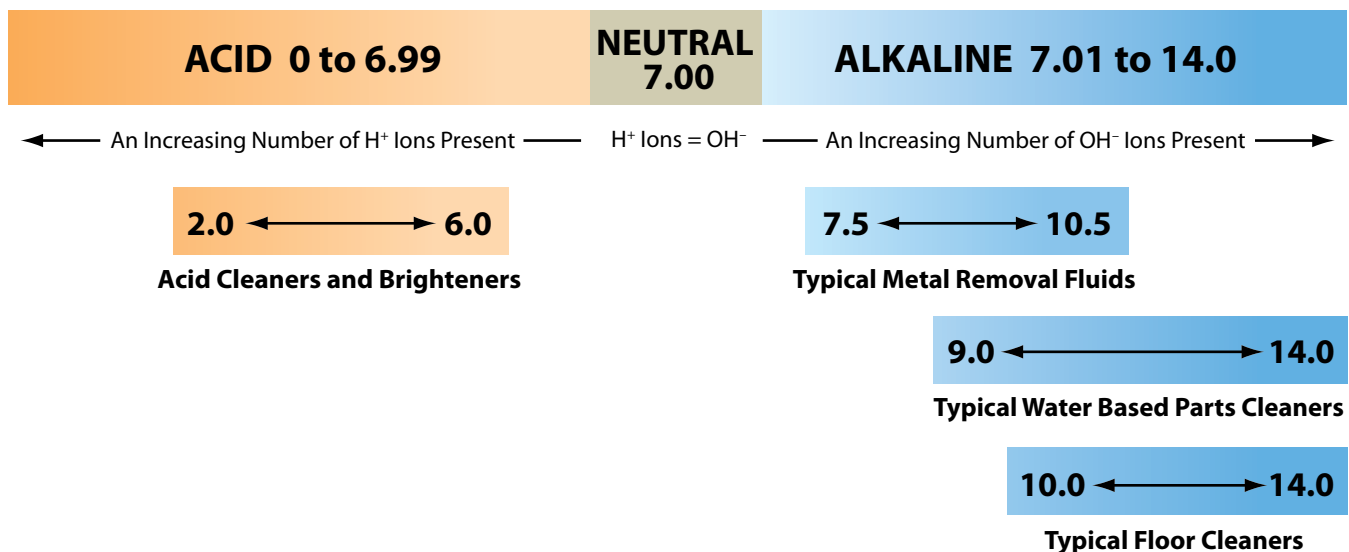 ACID 0 to 6.99
NEUTRAL
7.00
ALKALINE 7.01 to 14.0
An Increasing Number of H⁺ Ions Present
H⁺ Ions = OH⁻
An Increasing Number of OH⁻ Ions Present
2.0 6.0
Acid Cleaners and Brighteners
7.5 10.5
Typical Metal Removal Fluids
9.0 14.0
Typical Water Based Parts Cleaners
10.0 14.0
Typical Floor Cleaners